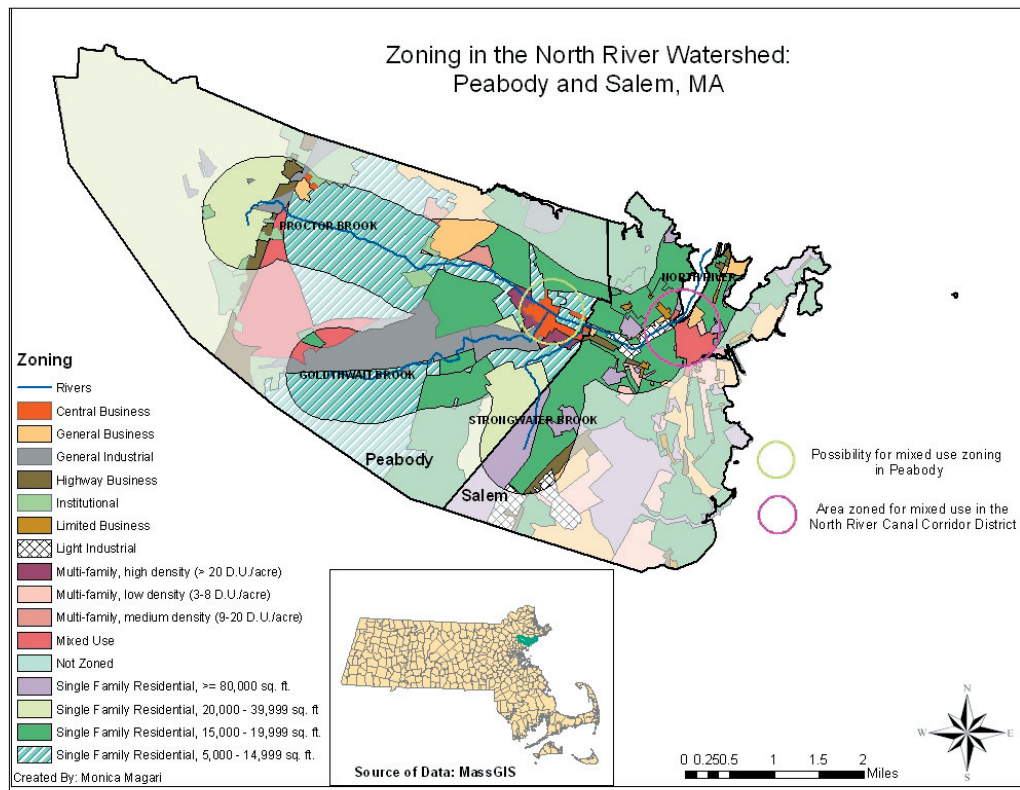 Zoning in the North River Watershed:
Peabody and Salem, MA
PROCTOR BROOK
NORTH RIVER
GOLDTHWAIT BROOK
STRONGWATER BROOK
Peabody
Salem
Zoning
Rivers
Central Business
General Business
General Industrial
Highway Business
Institutional
Limited Business
Light Industrial
Multi-family, high density (> 20 D.U./acre)
Multi-family, low density (3-8 D.U./acre)
Multi-family, medium density (9-20 D.U./acre)
Mixed Use
Not Zoned
Single Family Residential, >= 80,000 sq. ft.
Single Family Residential, 20,000 - 39,999 sq. ft
Single Family Residential, 15,000 - 19,999 sq. ft.
Single Family Residential, 5,000 - 14,999 sq. ft.
Created By: Monica Magari
Possibility for mixed use zoning
in Peabody
Area zoned for mixed use in the
North River Canal Corridor District
Source of Data: MassGIS
0 0.250.5 1 1.5 2
Miles
N
W E
S